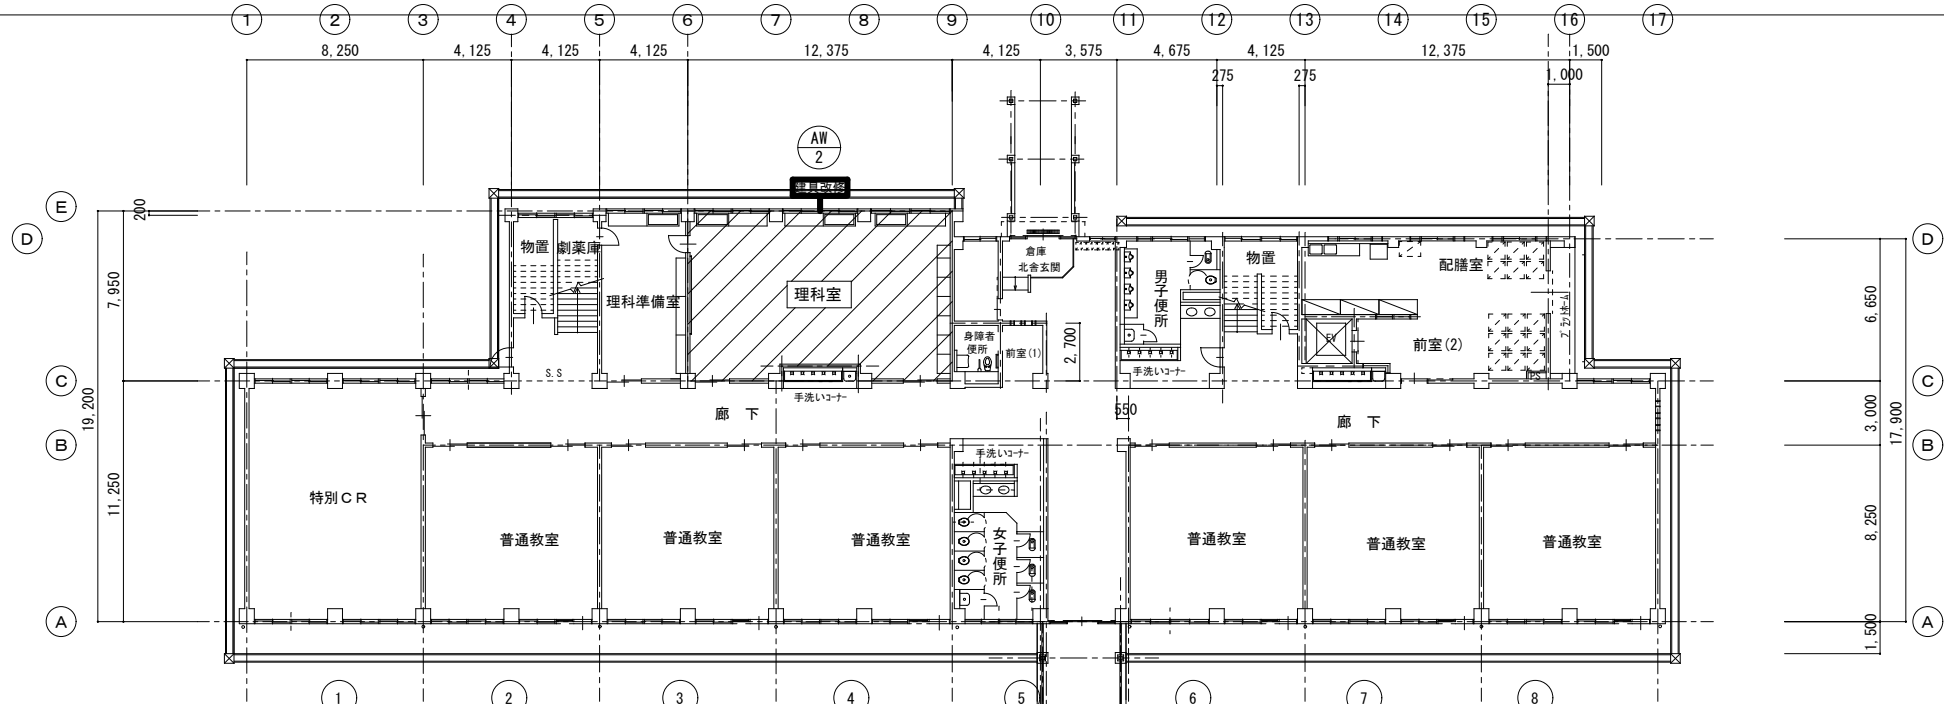 1 2 3 4 5 6 7 8 9 10 11 12 13 14 15 16 17
8,250 4,125 4,125 4,125 12,375 4,125 3,575 4,675 4,125 12,375 1,500
275 275 1,000
AW
2
建具改修
E
200
D
D
物置
劇薬庫
倉庫
北舎玄関
男子便所
物置
配膳室
7,950
理科準備室
理科室
6,650
プラットホーム
身障者
便所
前室(1)
2,700
EV
前室(2)
S.S
手洗いコーナー
PS
C
C
手洗いコーナー
19,200
廊 下
550
廊 下
3,000
17,900
B
B
手洗いコーナー
11,250
特別CR
普通教室
普通教室
普通教室
女子便所
普通教室
普通教室
普通教室
8,250
A
A
1,500
1 2 3 4 5 6 7 8